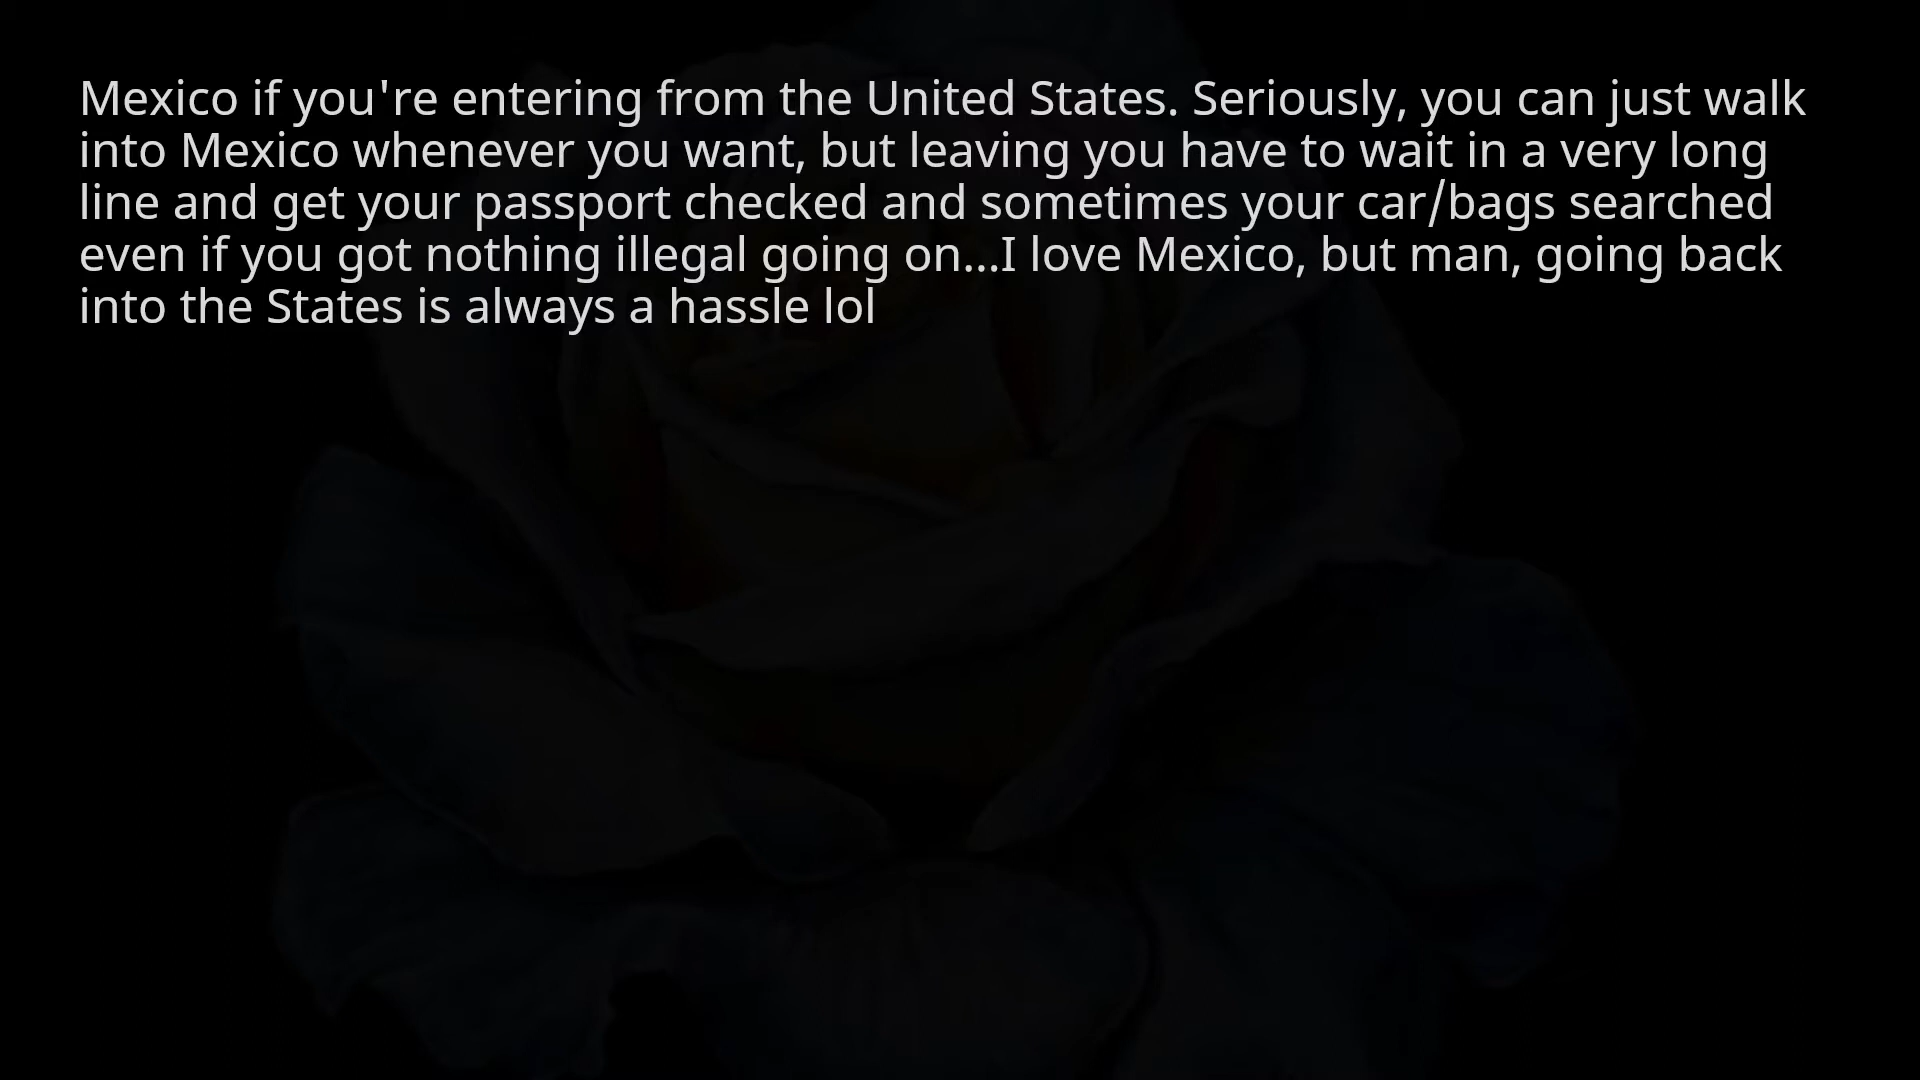 Mexico if you're entering from the United States. Seriously, you can just walk
into Mexico whenever you want, but leaving you have to wait in a very long
line and get your passport checked and sometimes your car/bags searched
even if you got nothing illegal going on...I love Mexico, but man, going back
into the States is always a hassle lol